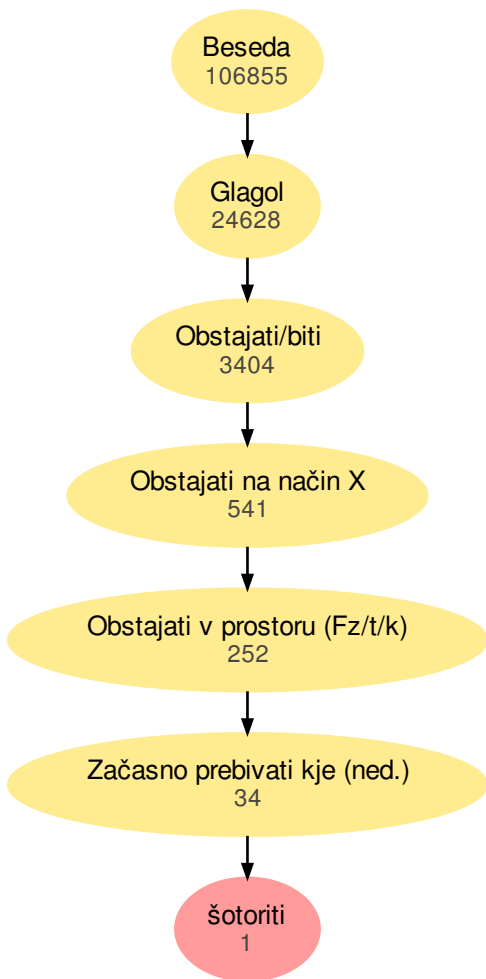 Beseda
106855
Glagol
24628
Obstajati/biti
3404
Obstajati na način X
541
Obstajati v prostoru (Fz/t/k)
252
Začasno prebivati kje (ned.)
34
šotoriti
1